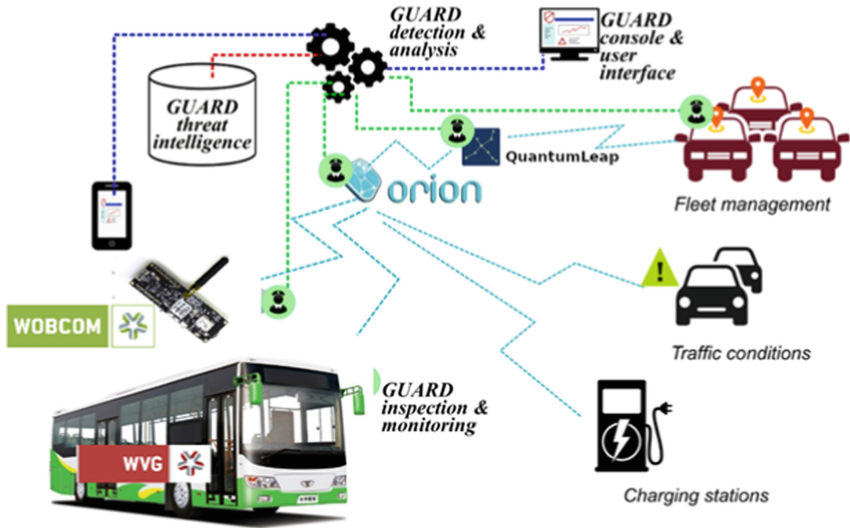 GUARD
detection &
analysis
GUARD
console &
user
interface
GUARD
threat
intelligence
QuantumLeap
orion
Fleet management
WOBCOM
Traffic conditions
GUARD
inspection &
monitoring
WVG
Charging stations